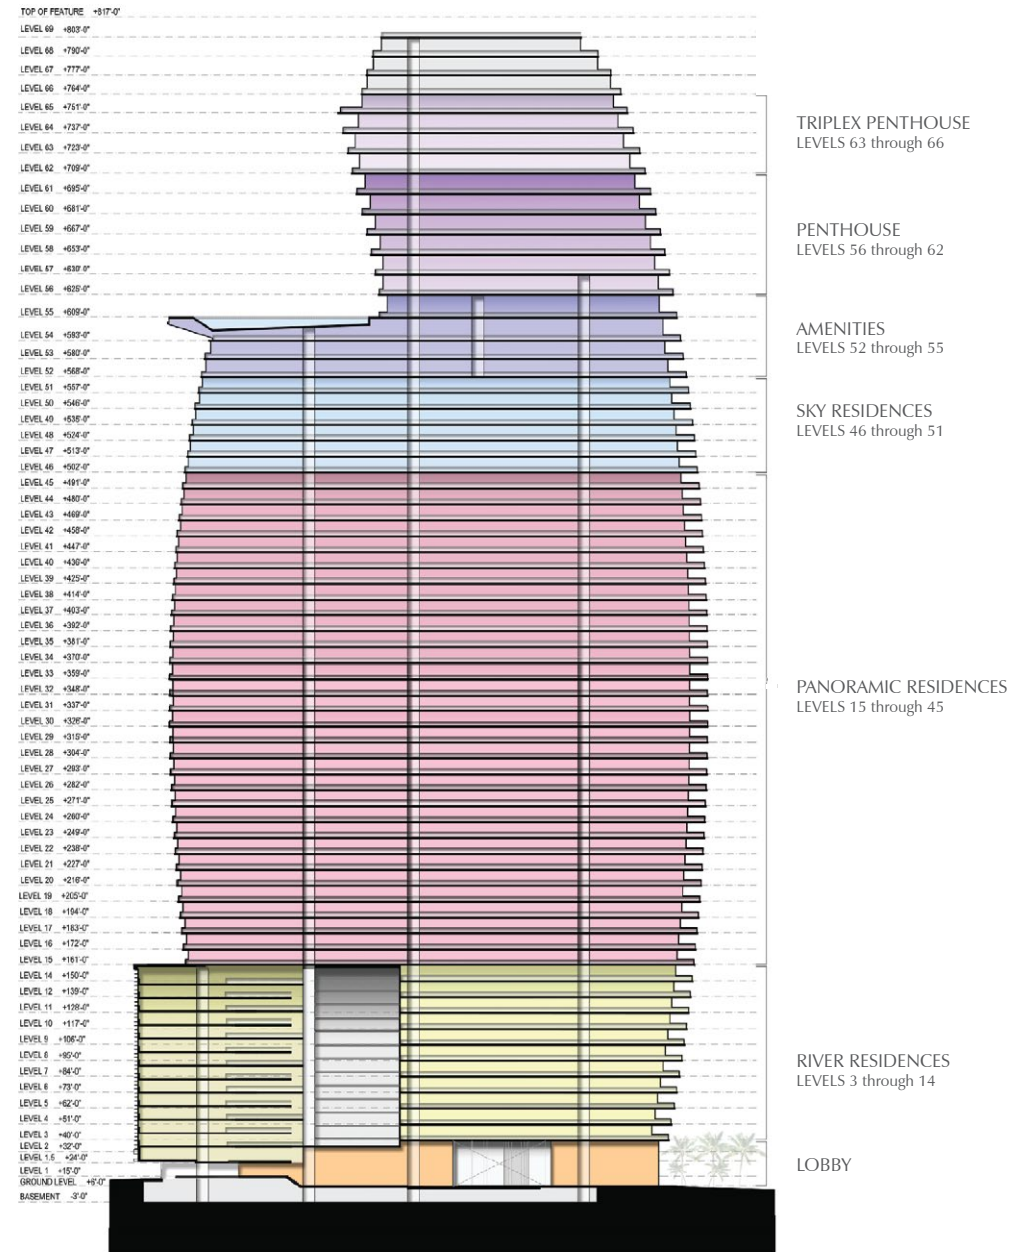 TOP OF FEATURE +817'-0"
LEVEL 69 +803'-0"
LEVEL 68 +790'-0"
LEVEL 67 +777'-0"
LEVEL 66 +764'-0"
LEVEL 65 +751'-0"
LEVEL 64 +737'-0"
LEVEL 63 +723'-0"
LEVEL 62 +709'-0"
LEVEL 61 +695'-0"
LEVEL 60 +681'-0"
LEVEL 59 +667'-0"
LEVEL 58 +653'-0"
LEVEL 57
LEVEL 56 +625'-0"
LEVEL 55 +609'-0"
LEVEL 54 +593'-0"
LEVEL 53 +580'-0"
LEVEL 52 +568'-0"
LEVEL 51 +557'-0"
LEVEL 50 +546'-0"
LEVEL 49 +535'-0"
LEVEL 48 +524'-0"
LEVEL 47 +513'-0"
LEVEL 46 +502'-0"
LEVEL 45 +491'-0"
LEVEL 44 +480'-0"
LEVEL 43 +469'-0"
LEVEL 42 +458'-0"
LEVEL 41 +447'-0"
LEVEL 40 +436'-0"
LEVEL 39 +425'-0"
LEVEL 38 +414'-0"
LEVEL 37 +403'-0"
LEVEL 36 +392'-0"
LEVEL 35 +381'-0"
LEVEL 34 +370'-0"
LEVEL 33 +359'-0"
LEVEL 32 +348'-0"
LEVEL 31 +337'-0"
LEVEL 30 +326'-0"
LEVEL 29 +315'-0"
LEVEL 28 +304'-0"
LEVEL 27 +293'-0"
LEVEL 26 +282'-0"
LEVEL 25 +271'-0"
LEVEL 24 +260'-0"
LEVEL 23 +249'-0"
LEVEL 22 +238'-0"
LEVEL 21 +227'-0"
LEVEL 20 +216'-0"
LEVEL 19 +205'-0"
LEVEL 18 +194'-0"
LEVEL 17 +183'-0"
LEVEL 16 +172'-0"
LEVEL 15 +161'-0"
LEVEL 14 +150'-0"
LEVEL 12 +139'-0"
LEVEL 11 +128'-0"
LEVEL 10 +117'-0"
LEVEL 9 +106'-0"
LEVEL 8 +95'-0"
LEVEL 7 +84'-0"
LEVEL 6 +73'-0"
LEVEL 5 +62'-0"
LEVEL 4 +51'-0"
LEVEL 3 +40'-0"
LEVEL 2 +32'-0"
LEVEL 1.5 +24'-0"
LEVEL 1 +15'-0"
GROUND LEVEL +6'-0"
BASEMENT -3'-0"
TRIPLEX PENTHOUSE
LEVELS 63 through 66
PENTHOUSE
LEVELS 56 through 62
AMENITIES
LEVELS 52 through 55
SKY RESIDENCES
LEVELS 46 through 51
PANORAMIC RESIDENCES
LEVELS 15 through 45
RIVER RESIDENCES
LEVELS 3 through 14
LOBBY